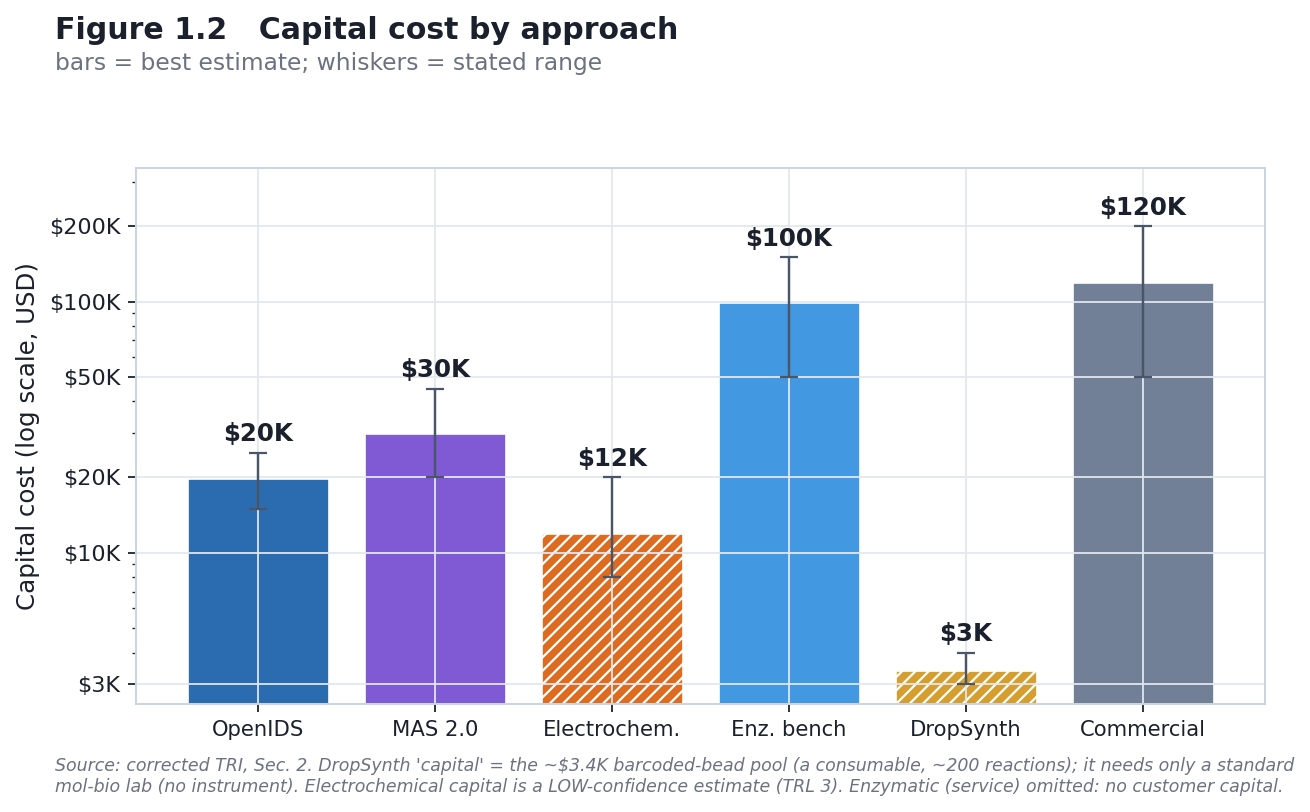 Figure 1.2   Capital cost by approach
bars = best estimate; whiskers = stated range
Capital cost (log scale, USD)
$200K
$100K
$50K
$20K
$10K
$3K
$20K
$30K
$12K
$100K
$3K
$120K
OpenIDS
MAS 2.0
Electrochem.
Enz. bench
DropSynth
Commercial
Source: corrected TRI, Sec. 2. DropSynth 'capital' = the ~$3.4K barcoded-bead pool (a consumable, ~200 reactions); it needs only a standard
mol-bio lab (no instrument). Electrochemical capital is a LOW-confidence estimate (TRL 3). Enzymatic (service) omitted: no customer capital.